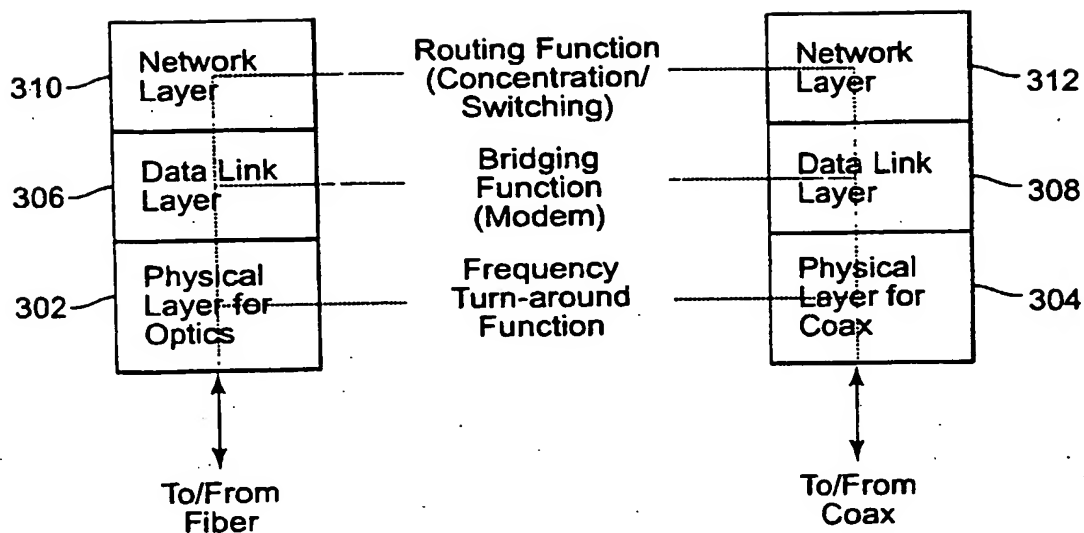 310
Network
Layer
306
Data Link
Layer
302
Physical
Layer for
Optics
To/From
Fiber
Routing Function
(Concentration/
Switching)
Bridging
Function
(Modem)
Frequency
Turn-around
Function
Network
Layer
312
Data Link
Layer
308
Physical
Layer for
Coax
304
To/From
Coax